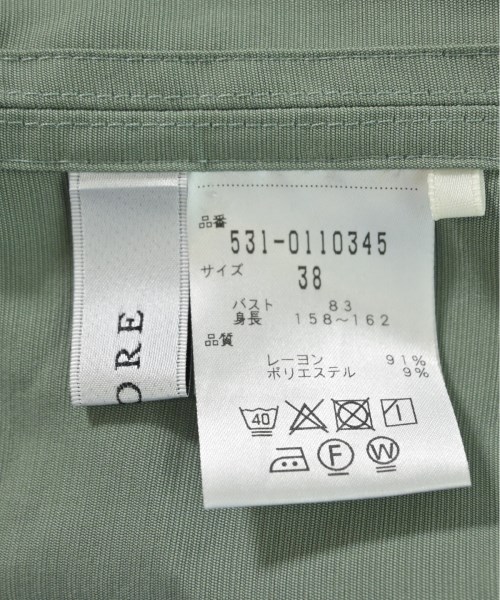 ORE
品番
531-0110345
サイズ
38
バスト 83
身長 158～162
品質
レーヨン 91%
ポリエステル 9%
40
F
W